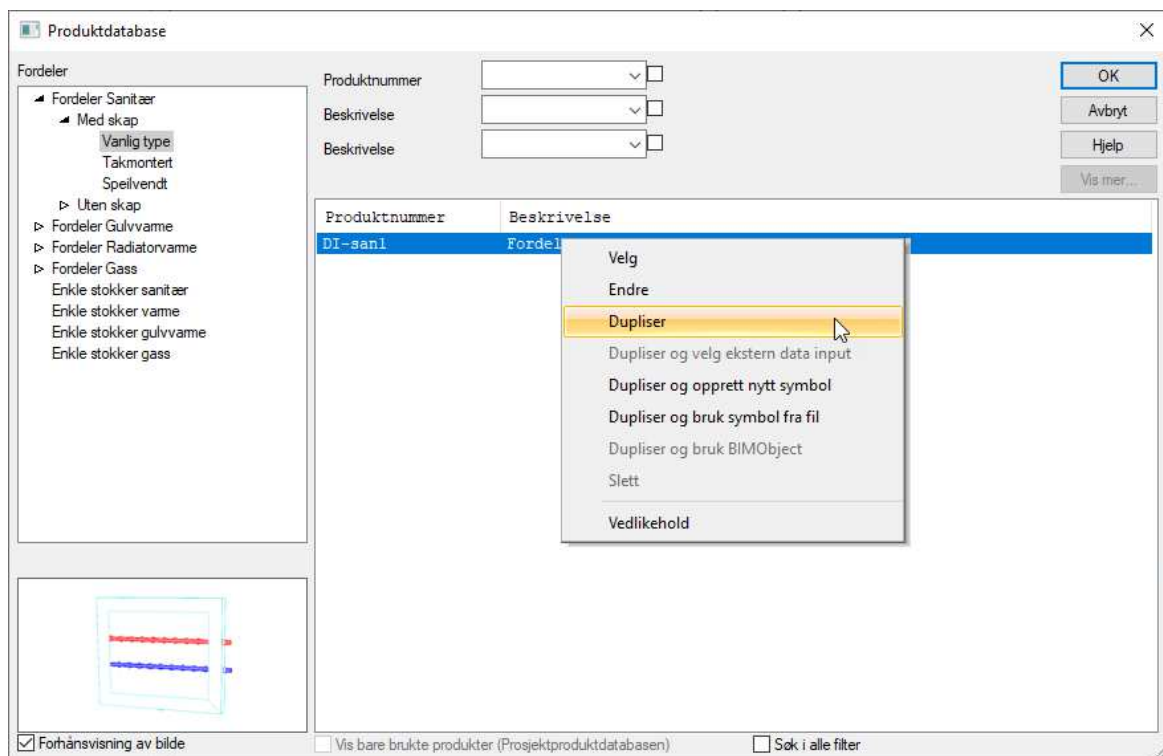 Produktdatabase
Fordeler
Fordeler Sanitær
Med skap
Vanlig type
Takmontert
Speilvendt
Uten skap
Fordeler Gulvvarme
Fordeler Radiatorvarme
Fordeler Gass
Enkle stokker sanitær
Enkle stokker varme
Enkle stokker gulvvarme
Enkle stokker gass
Produktnummer
Beskrivelse
Beskrivelse
OK
Avbryt
Hjelp
Vis mer...
Produktnummer Beskrivelse
DI-san1 Fordel
Velg
Endre
Dupliser
Dupliser og velg ekstern data input
Dupliser og opprett nytt symbol
Dupliser og bruk symbol fra fil
Dupliser og bruk BIMObject
Slett
Vedlikehold
Forhånsvisning av bilde
Vis bare brukte produkter (Prosjektproduktdatabasen)
Søk i alle filter